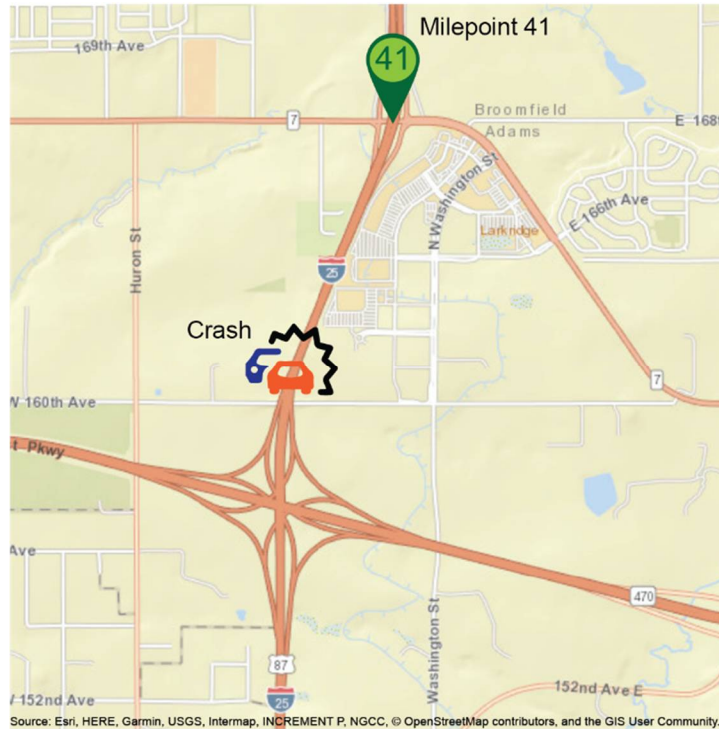 Milepoint 41
169th Ave
41
7
Broomfield
Adams
E 168
N Washington St
E 166th Ave
Larkridge
Huron St
25
Crash
7
W 160th Ave
Pkwy
Ave
470
Washington St
87
152nd Ave E
W 152nd Ave
25
Source: Esri, HERE, Garmin, USGS, Intermap, INCREMENT P, NGCC, © OpenStreetMap contributors, and the GIS User Community.